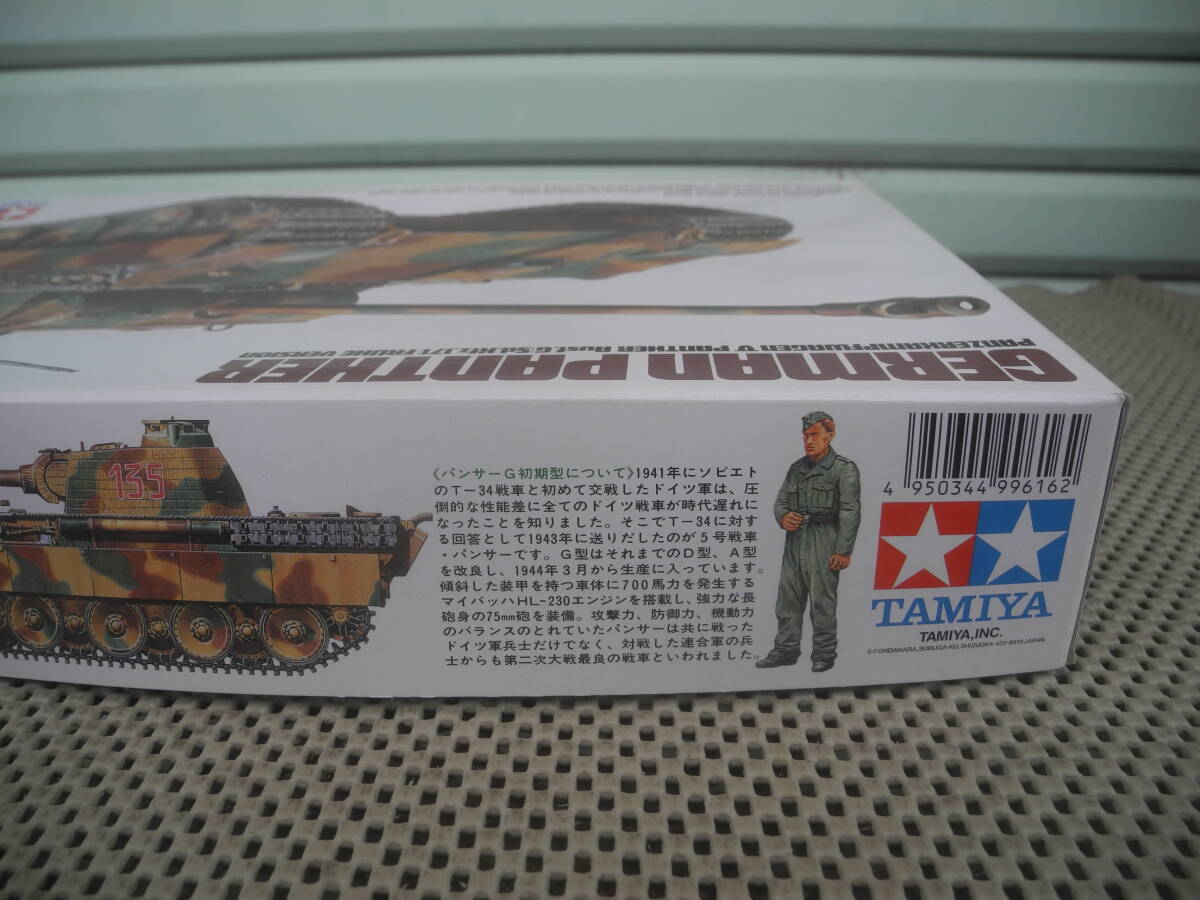 GERMAN PANTHER
PANZERKAMPFWAGEN V PANTHER Ausf.G (Sd.Kfz.171) FRÜHE VERSION
135
《パンサーG初期型について》1941年にソビエト
のT-34戦車と初めて交戦したドイツ軍は、圧
倒的な性能差に全てのドイツ戦車が時代遅れに
なったことを知りました。そこでT-34に対す
る回答として1943年に送りだしたのが5号戦車
・パンサーです。G型はそれまでのD型、A型
を改良し、1944年3月から生産に入っています。
傾斜した装甲を持つ車体に700馬力を発生する
マイバッハHL-230エンジンを搭載し、強力な長
砲身の75mm砲を装備。攻撃力、防御力、機動力
のバランスのとれていたパンサーは共に戦った
ドイツ軍兵士だけでなく、対戦した連合軍の兵
士からも第二次大戦最良の戦車といわれました。
4 950344 996162
TAMIYA
TAMIYA, INC.
3-7 ONDAWARA, SURUGA-KU, SHIZUOKA 422-8610 JAPAN